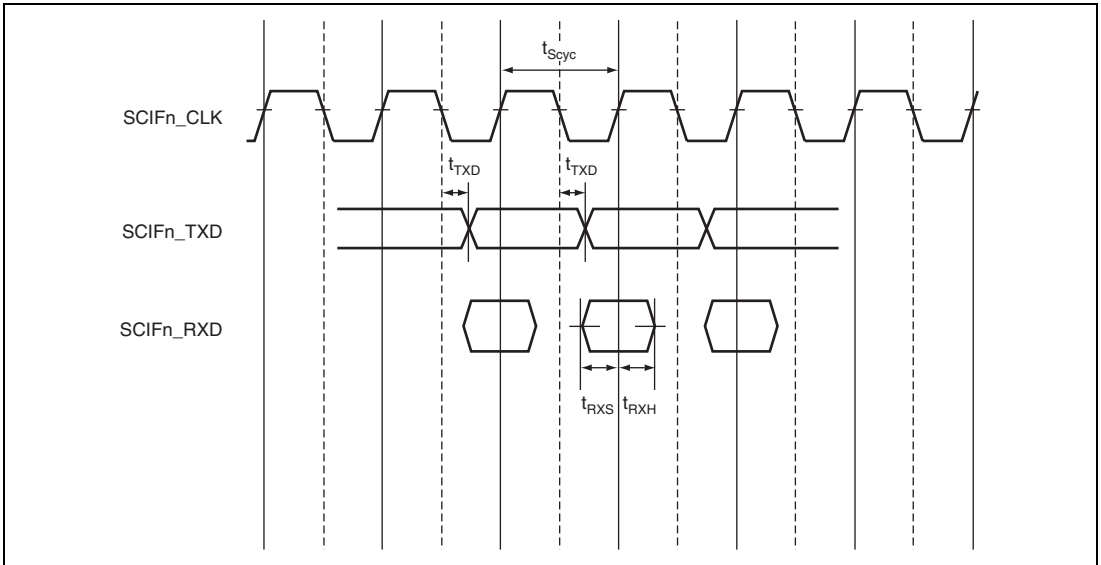 tScyc
SCIFn_CLK
tTXD tTXD
SCIFn_TXD
SCIFn_RXD
tRXS tRXH